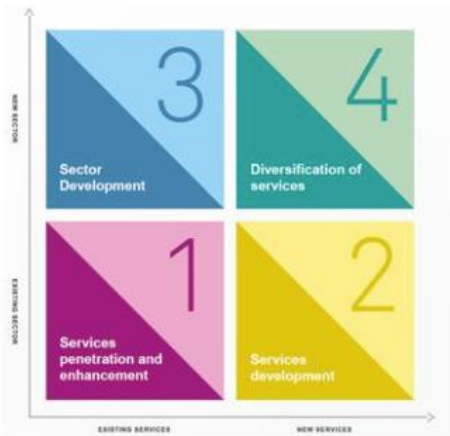 NEW SECTOR
3
Sector
Development
4
Diversification of
services
EXISTING SECTOR
1
Services
penetration and
enhancement
2
Services
development
EXISTING SERVICES
NEW SERVICES